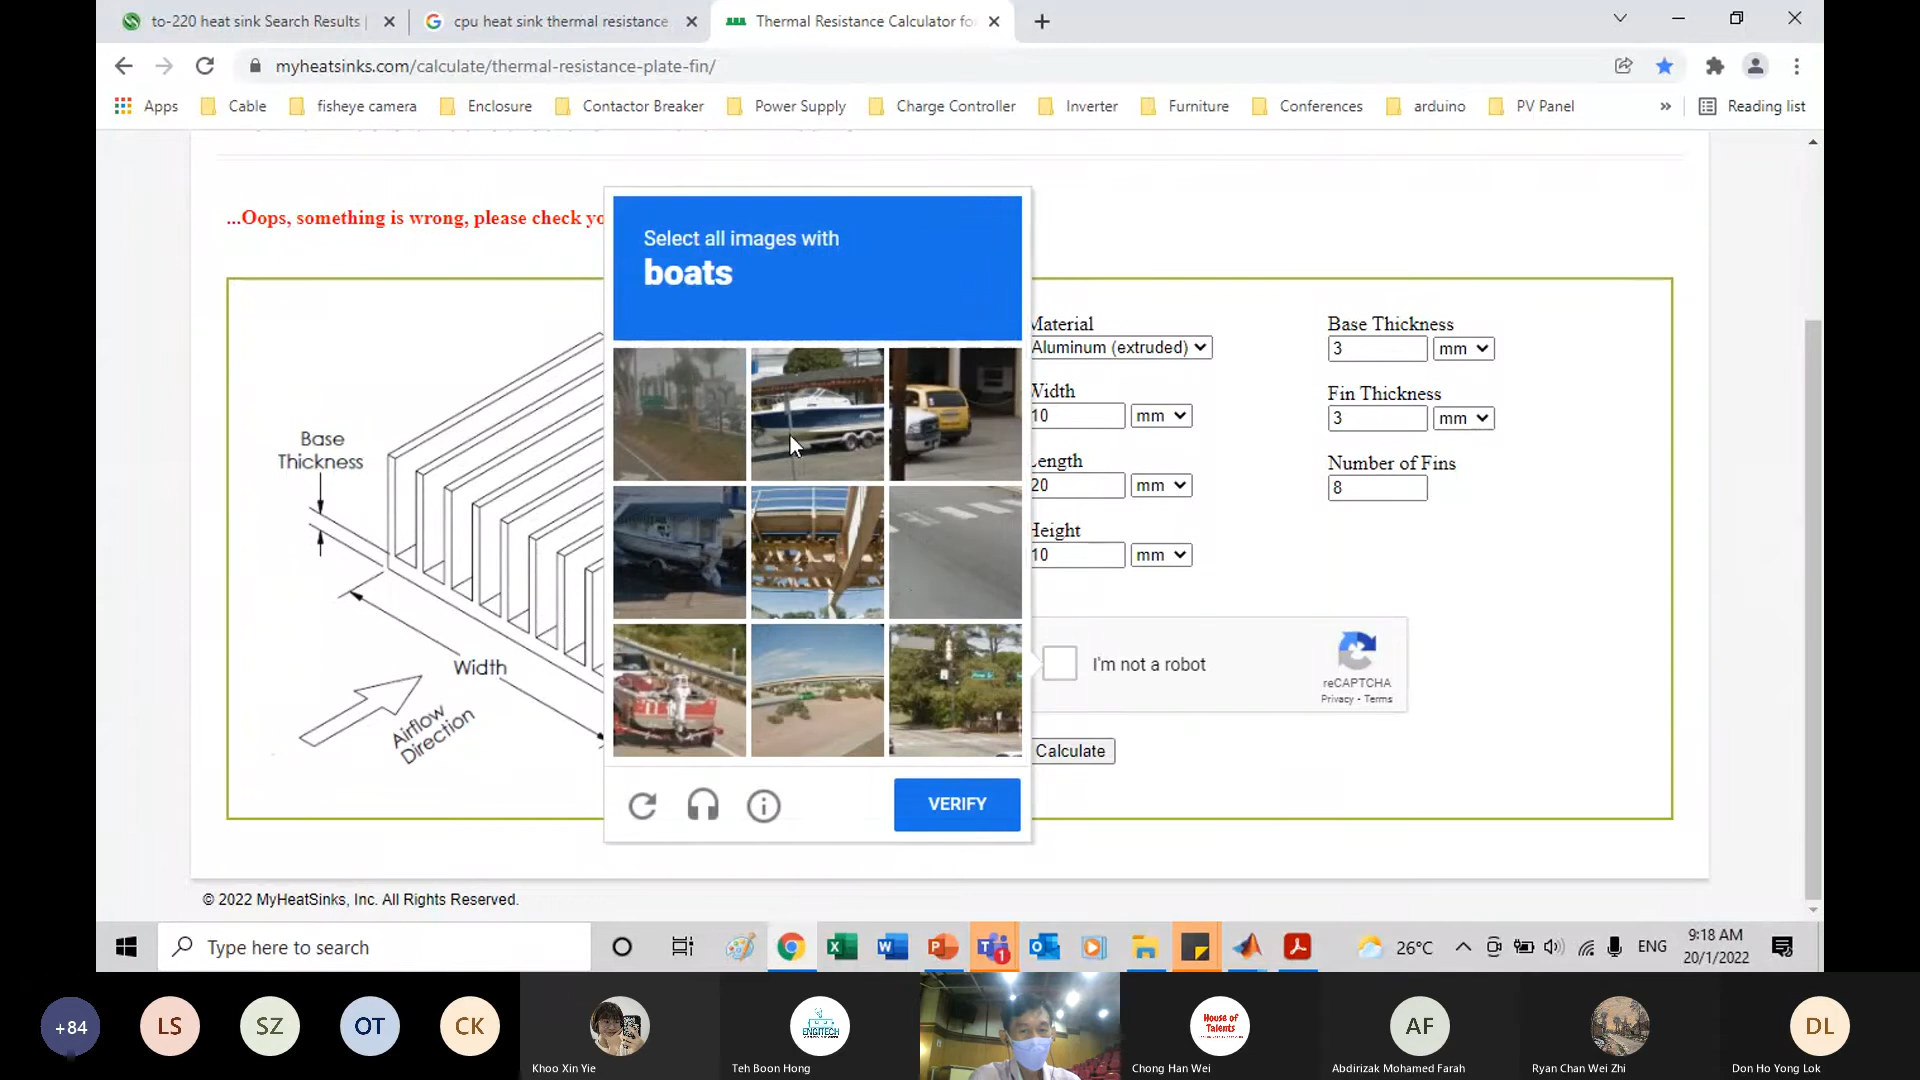 to-220 heat sink Search Results
cpu heat sink thermal resistance
Thermal Resistance Calculator fo
myheatsinks.com/calculate/thermal-resistance-plate-fin/
Apps
Cable
fisheye camera
Enclosure
Contactor Breaker
Power Supply
Charge Controller
Inverter
Furniture
Conferences
arduino
PV Panel
»
Reading list
...Oops, something is wrong, please check yo
Select all images with
boats
VERIFY
Base
Thickness
Width
Airflow
Direction
Material
Aluminum (extruded)
Width
10 mm
Length
20 mm
Height
10 mm
Base Thickness
3 mm
Fin Thickness
3 mm
Number of Fins
8
I'm not a robot
reCAPTCHA
Privacy - Terms
Calculate
© 2022 MyHeatSinks, Inc. All Rights Reserved.
Type here to search
1
26°C
ENG
9:18 AM
20/1/2022
+84
LS
SZ
OT
CK
Khoo Xin Yie
ENGITECH
Teh Boon Hong
House of
Talents
Chong Han Wei
AF
Abdirizak Mohamed Farah
Ryan Chan Wei Zhi
DL
Don Ho Yong Lok